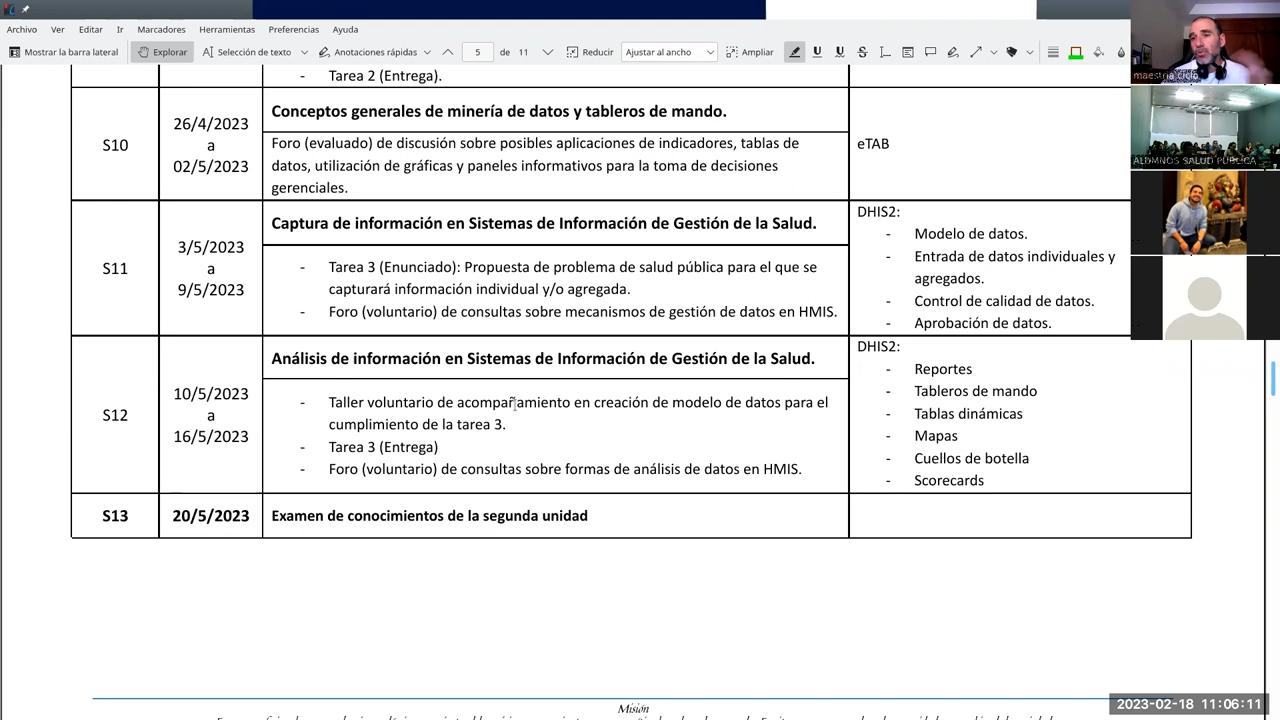 Archivo Ver Editar Ir Marcadores Herramientas Preferencias Ayuda
Mostrar la barra lateral Explorar Selección de texto Anotaciones rápidas 5 de 11 Reducir Ajustar al ancho Ampliar
maestria ciclo
ALUMNOS SALUD PUBLICA
- Tarea 2 (Entrega).
S10
26/4/2023
a
02/5/2023
Conceptos generales de minería de datos y tableros de mando.
Foro (evaluado) de discusión sobre posibles aplicaciones de indicadores, tablas de
datos, utilización de gráficas y paneles informativos para la toma de decisiones
gerenciales.
eTAB
S11
3/5/2023
a
9/5/2023
Captura de información en Sistemas de Información de Gestión de la Salud.
- Tarea 3 (Enunciado): Propuesta de problema de salud pública para el que se
capturará información individual y/o agregada.
- Foro (voluntario) de consultas sobre mecanismos de gestión de datos en HMIS.
DHIS2:
- Modelo de datos.
- Entrada de datos individuales y
agregados.
- Control de calidad de datos.
- Aprobación de datos.
S12
10/5/2023
a
16/5/2023
Análisis de información en Sistemas de Información de Gestión de la Salud.
- Taller voluntario de acompañamiento en creación de modelo de datos para el
cumplimiento de la tarea 3.
- Tarea 3 (Entrega)
- Foro (voluntario) de consultas sobre formas de análisis de datos en HMIS.
DHIS2:
- Reportes
- Tableros de mando
- Tablas dinámicas
- Mapas
- Cuellos de botella
- Scorecards
S13
20/5/2023
Examen de conocimientos de la segunda unidad
Misión
2023-02-18 11:06:11